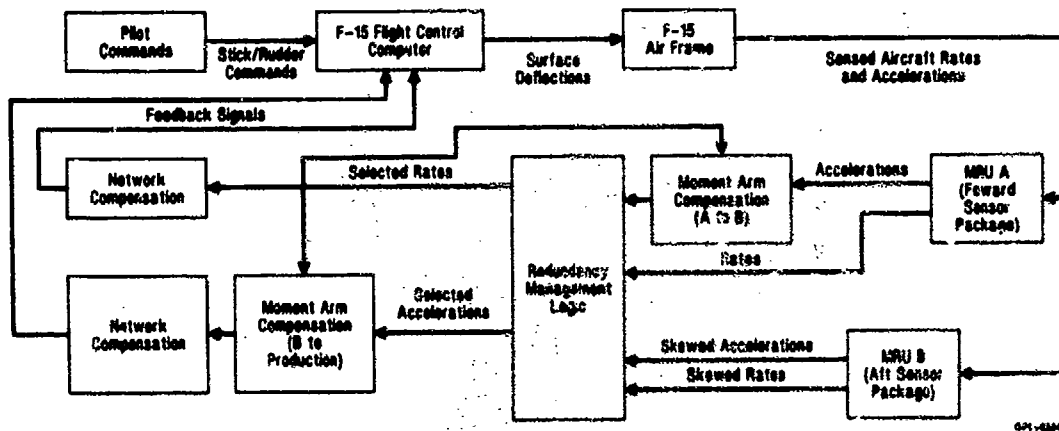 Pilot
Commands
Stick/Rudder
Commands
F-15 Flight Control
Computer
Surface
Deflections
F-15
Air Frame
Sensed Aircraft Rates
and Accelerations
Feedback Signals
Network
Compensation
Selected Rates
Moment Arm
Compensation
(A to B)
Accelerations
MRU A
(Foward
Sensor
Package)
Rates
Redundancy
Management
Logic
Network
Compensation
Moment Arm
Compensation
(B to
Production)
Selected
Accelerations
Skewed Accelerations
Skewed Rates
MRU B
(Aft Sensor
Package)